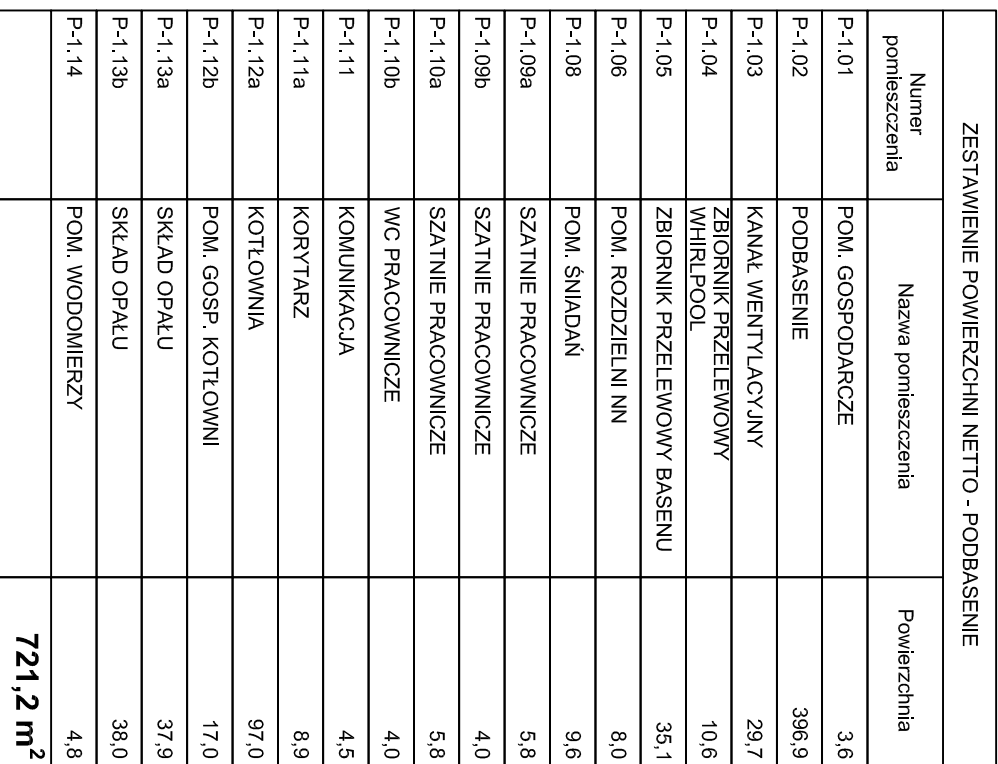 ZESTAWIENIE POWIERZCHNI NETTO - PODBASENIE
Numer pomieszczenia Nazwa pomieszczenia Powierzchnia
P-1.01 POM. GOSPODARCZE 3,6
P-1.02 PODBASENIE 396,9
P-1.03 KANAŁ WENTYLACYJNY 29,7
P-1.04 ZBIORNIK PRZELEWOWY WHIRLPOOL 10,6
P-1.05 ZBIORNIK PRZELEWOWY BASENU 35,1
P-1.06 POM. ROZDZIELNI NN 8,0
P-1.08 POM. ŚNIADAŃ 9,6
P-1.09a SZATNIE PRACOWNICZE 5,8
P-1.09b SZATNIE PRACOWNICZE 4,0
P-1.10a SZATNIE PRACOWNICZE 5,8
P-1.10b WC PRACOWNICZE 4,0
P-1.11 KOMUNIKACJA 4,5
P-1.11a KORYTARZ 8,9
P-1.12a KOTŁOWNIA 97,0
P-1.12b POM. GOSP. KOTŁOWNI 17,0
P-1.13a SKŁAD OPAŁU 37,9
P-1.13b SKŁAD OPAŁU 38,0
P-1.14 POM. WODOMIERZY 4,8
721,2 m²